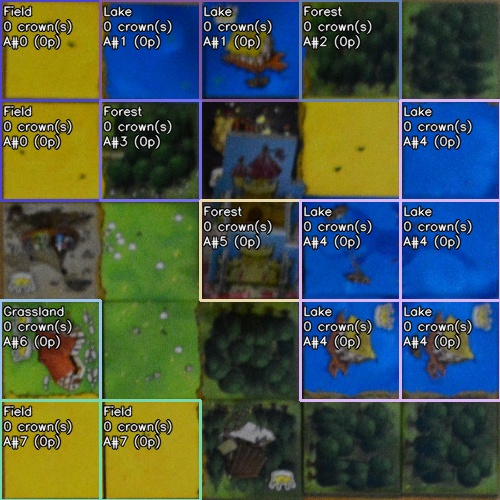 Field
0 crown(s)
A#0 (0p)
Lake
0 crown(s)
A#1 (0p)
Lake
0 crown(s)
A#1 (0p)
Forest
0 crown(s)
A#2 (0p)
Field
0 crown(s)
A#0 (0p)
Forest
0 crown(s)
A#3 (0p)
Lake
0 crown(s)
A#4 (0p)
Forest
0 crown(s)
A#5 (0p)
Lake
0 crown(s)
A#4 (0p)
Lake
0 crown(s)
A#4 (0p)
Grassland
0 crown(s)
A#6 (0p)
Lake
0 crown(s)
A#4 (0p)
Lake
0 crown(s)
A#4 (0p)
Field
0 crown(s)
A#7 (0p)
Field
0 crown(s)
A#7 (0p)